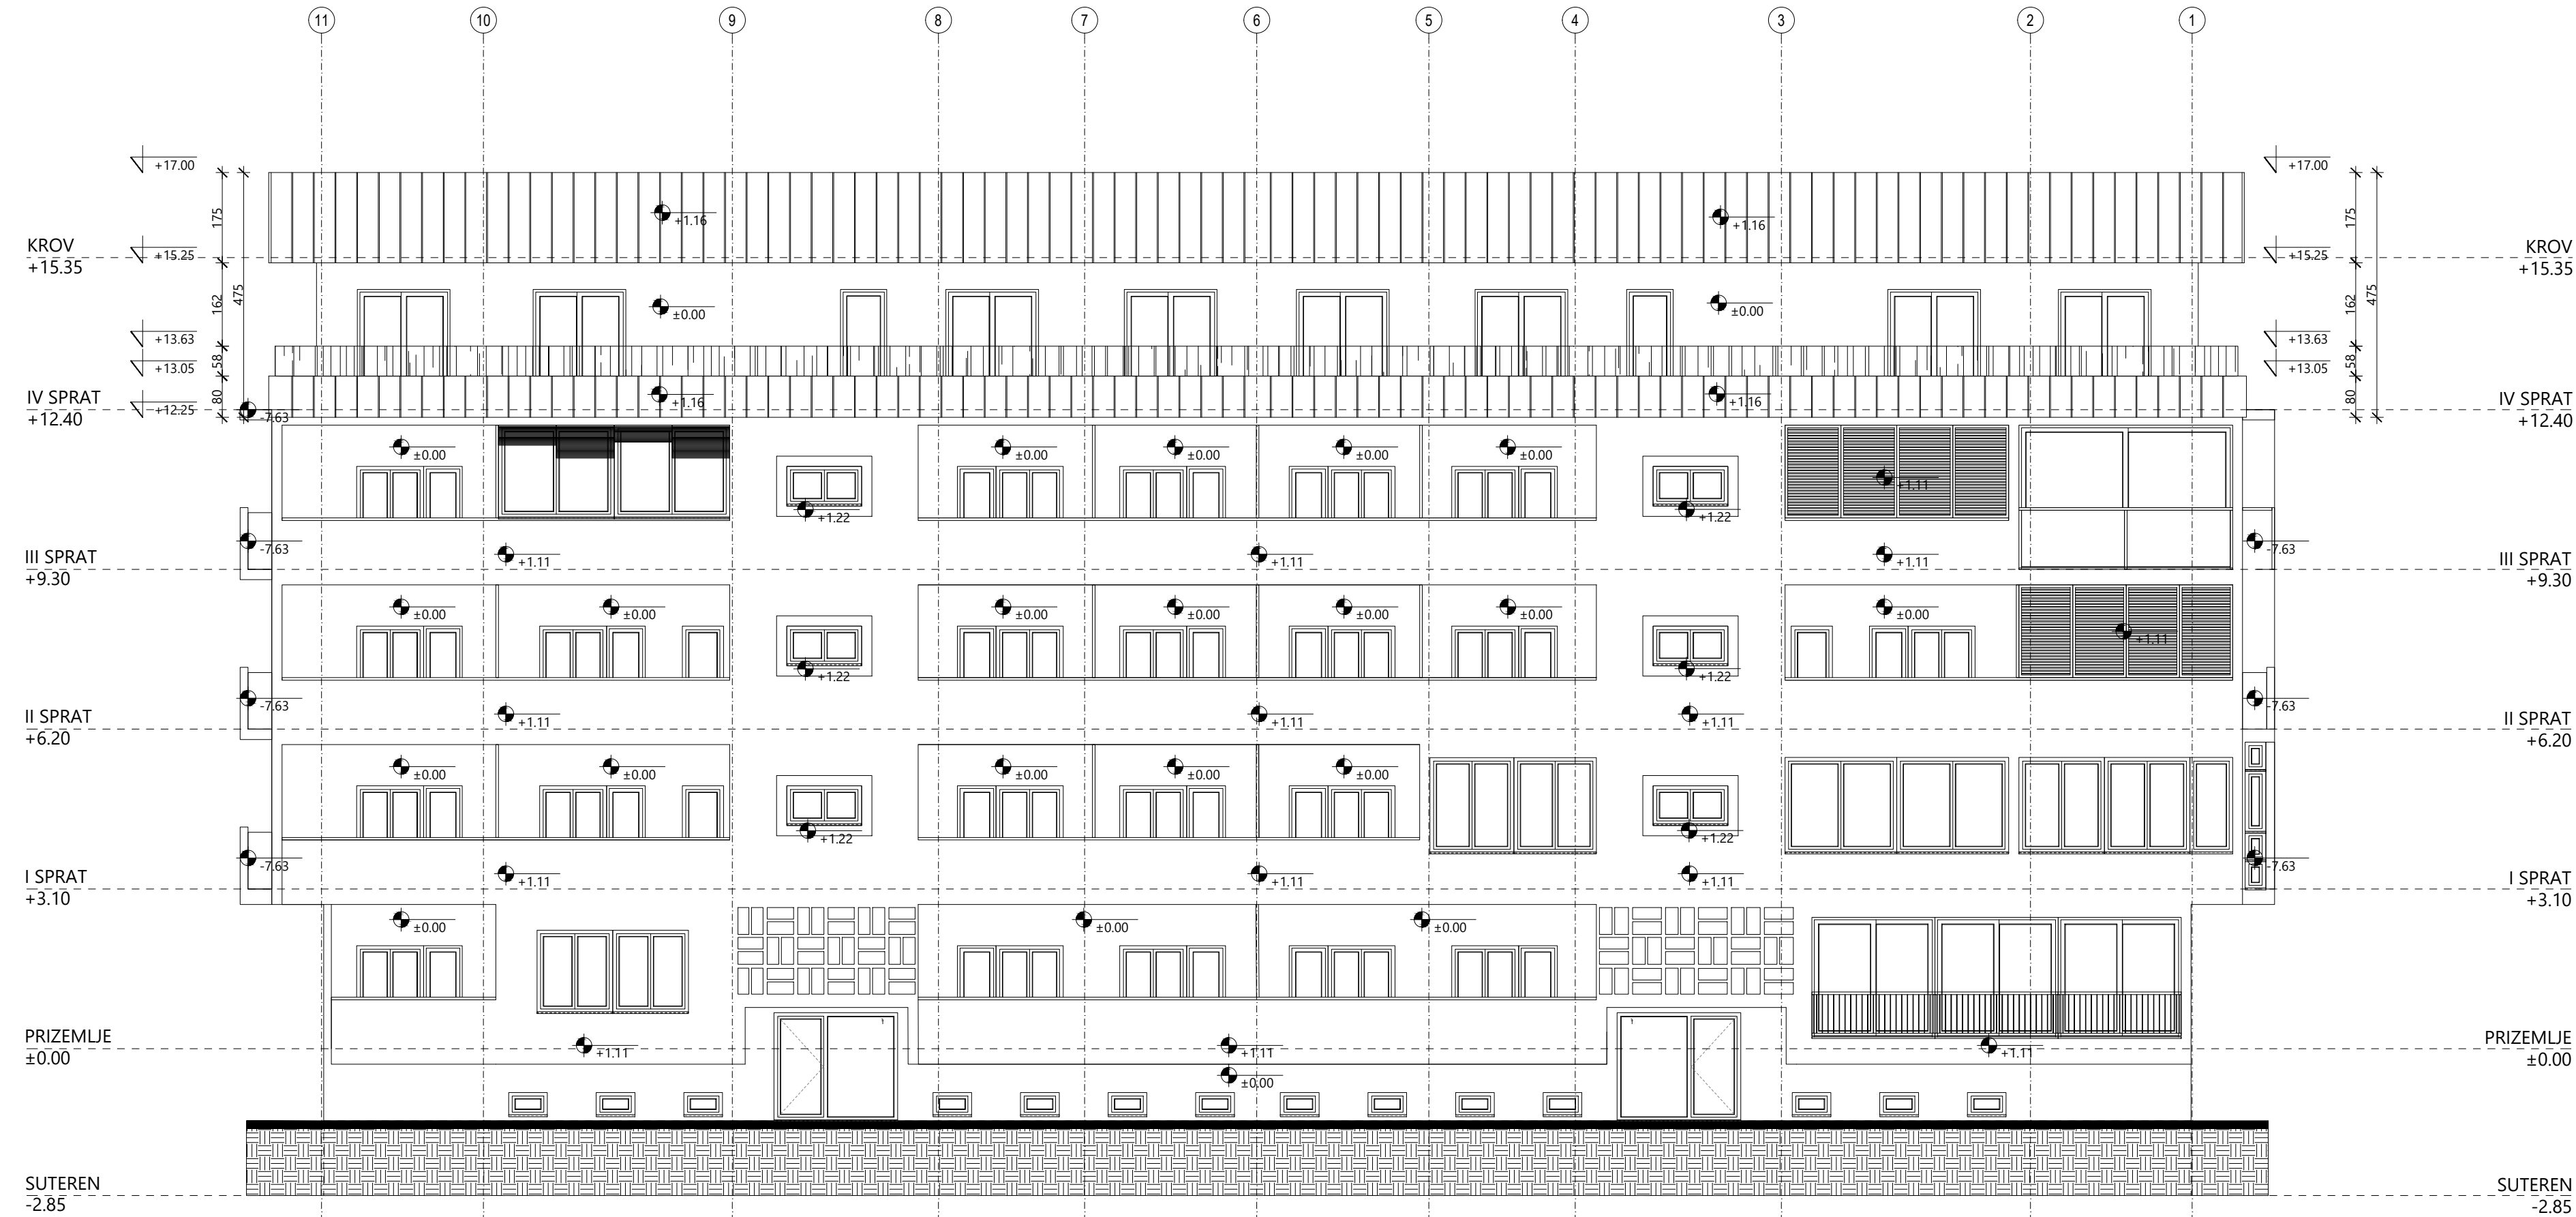 11 10 9 8 7 6 5 4 3 2 1
+17.00 +17.00
175 175
+1.16 +1.16
KROV +15.25 +15.25 KROV
+15.35 +15.35
162 475 162 475
±0.00 ±0.00
+13.63 +13.63
58 58
+13.05 +13.05
80 80
IV SPRAT +12.25 -7.63 +1.16 +1.16 IV SPRAT
+12.40 +12.40
±0.00 ±0.00 ±0.00 ±0.00 ±0.00
+1.11
+1.22 +1.22
-7.63 -7.63
III SPRAT +1.11 +1.11 +1.11 III SPRAT
+9.30 +9.30
±0.00 ±0.00 ±0.00 ±0.00 ±0.00 ±0.00 ±0.00
+1.11
+1.22 +1.22
-7.63 -7.63
II SPRAT +1.11 +1.11 +1.11 II SPRAT
+6.20 +6.20
±0.00 ±0.00 ±0.00 ±0.00 ±0.00
+1.22 +1.22
-7.63 -7.63
I SPRAT +1.11 +1.11 +1.11 I SPRAT
+3.10 +3.10
±0.00 ±0.00 ±0.00
1 1
PRIZEMLJE +1.11 +1.11 +1.11 PRIZEMLJE
±0.00 ±0.00
±0.00
SUTEREN SUTEREN
-2.85 -2.85